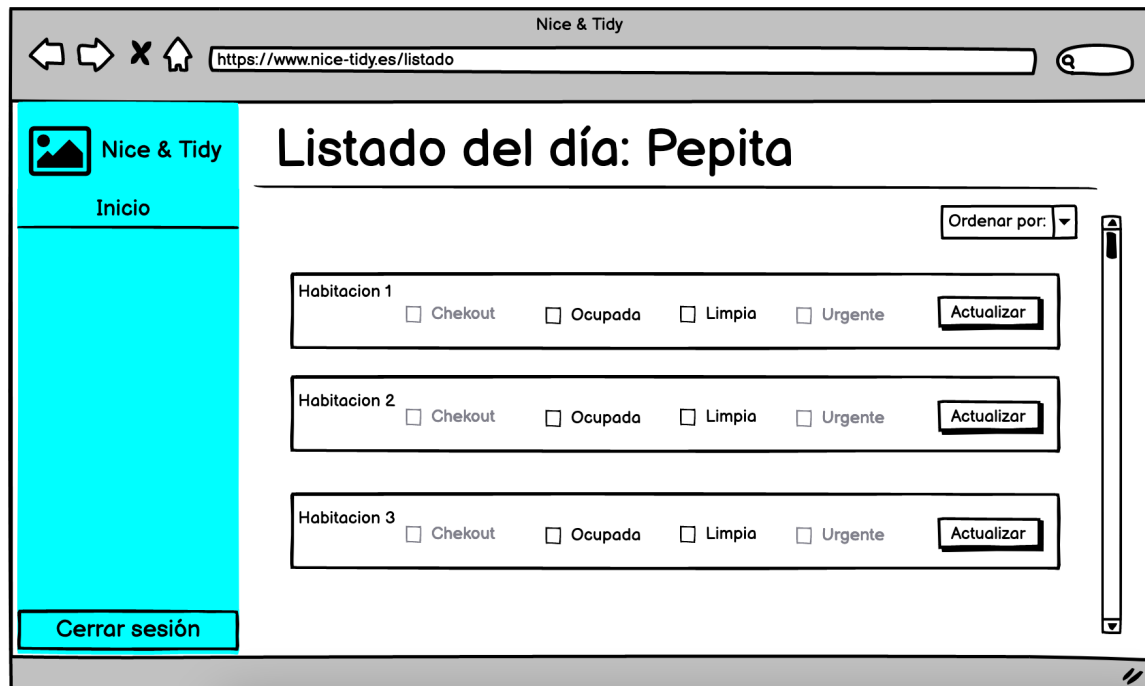 Nice & Tidy
https://www.nice-tidy.es/listado
Nice & Tidy
Inicio
Cerrar sesión
Listado del día: Pepita
Ordenar por:
Habitacion 1
Chekout Ocupada Limpia Urgente Actualizar
Habitacion 2
Chekout Ocupada Limpia Urgente Actualizar
Habitacion 3
Chekout Ocupada Limpia Urgente Actualizar